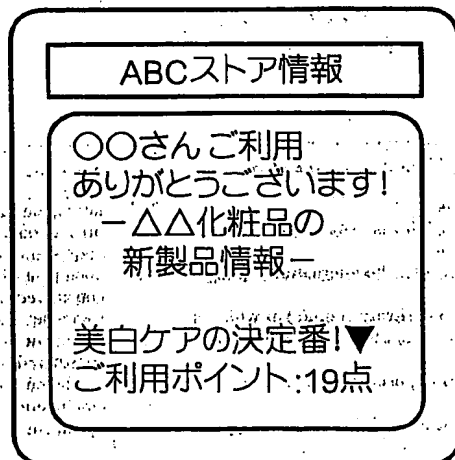 ABCストア情報
○○さんご利用
ありがとうございます!
ー△△化粧品の
新製品情報ー
美白ケアの決定番!▼
ご利用ポイント:19点